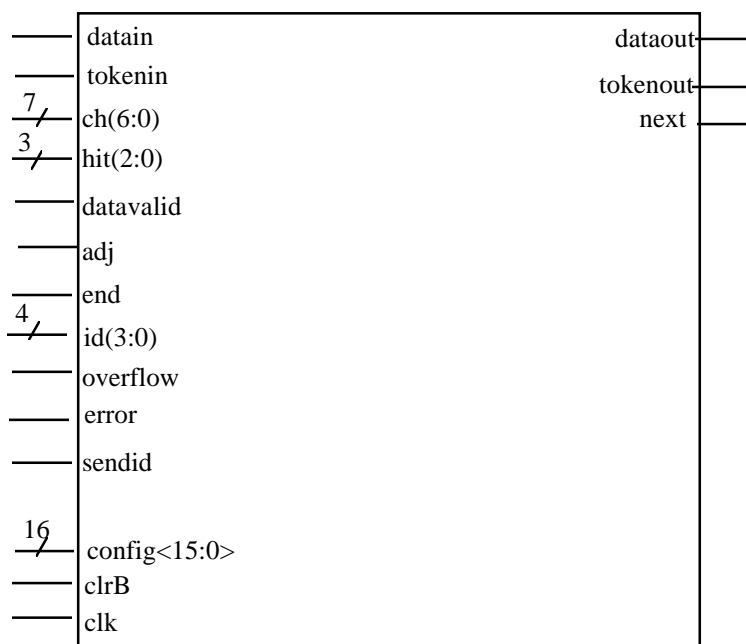 datain
dataout
tokenin
tokenout
7
ch(6:0)
next
3
hit(2:0)
datavalid
adj
end
4
id(3:0)
overflow
error
sendid
16
config<15:0>
clrB
clk